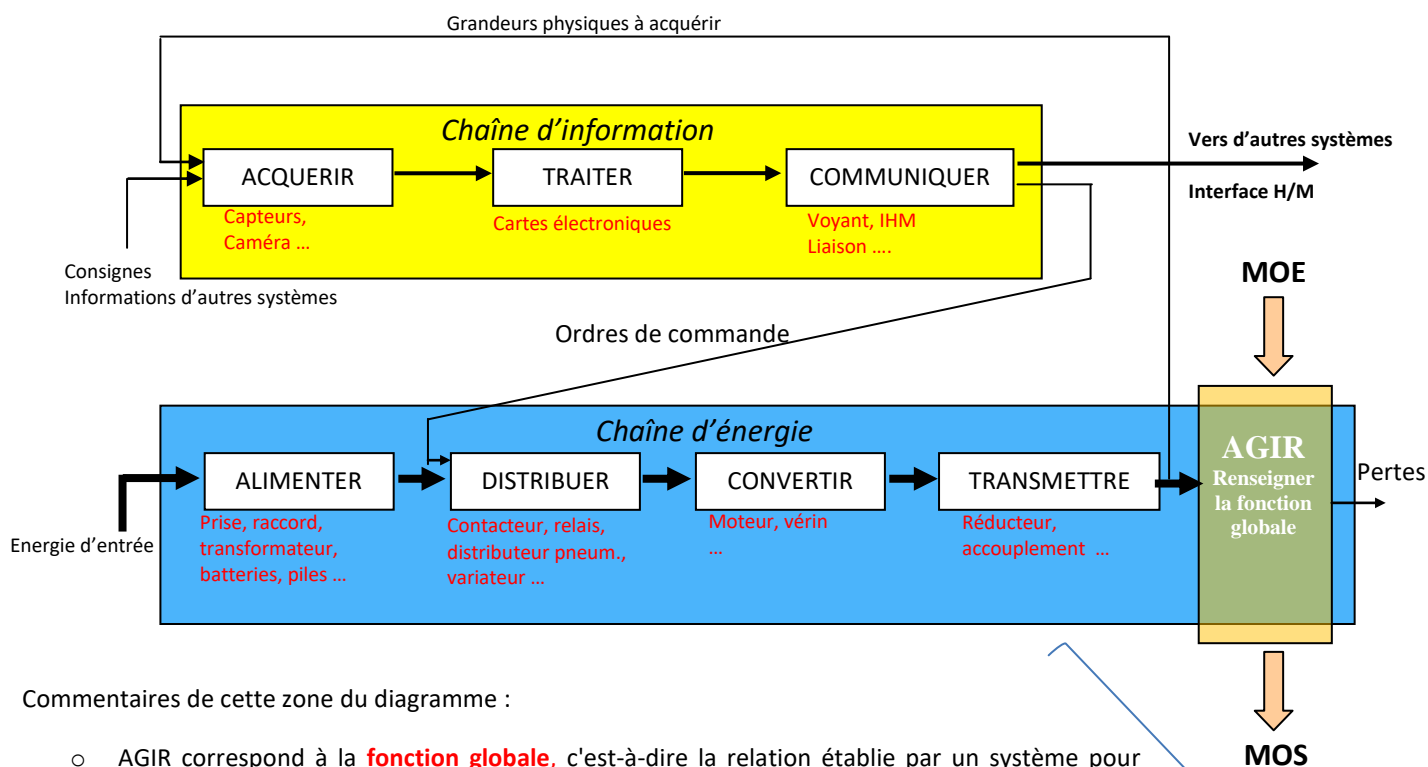 Grandeurs physiques à acquérir
Chaîne d’information
ACQUERIR
TRAITER
COMMUNIQUER
Capteurs,
Caméra …
Cartes électroniques
Voyant, IHM
Liaison ….
Vers d’autres systèmes
Interface H/M
Consignes
Informations d’autres systèmes
MOE
Ordres de commande
Chaîne d’énergie
ALIMENTER
DISTRIBUER
CONVERTIR
TRANSMETTRE
AGIR
Renseigner
la fonction
globale
Pertes
Energie d’entrée
Prise, raccord,
transformateur,
batteries, piles …
Contacteur, relais,
distributeur pneum.,
variateur …
Moteur, vérin
…
Réducteur,
accouplement …
Commentaires de cette zone du diagramme :
o AGIR correspond à la fonction globale, c'est-à-dire la relation établie par un système pour
MOS